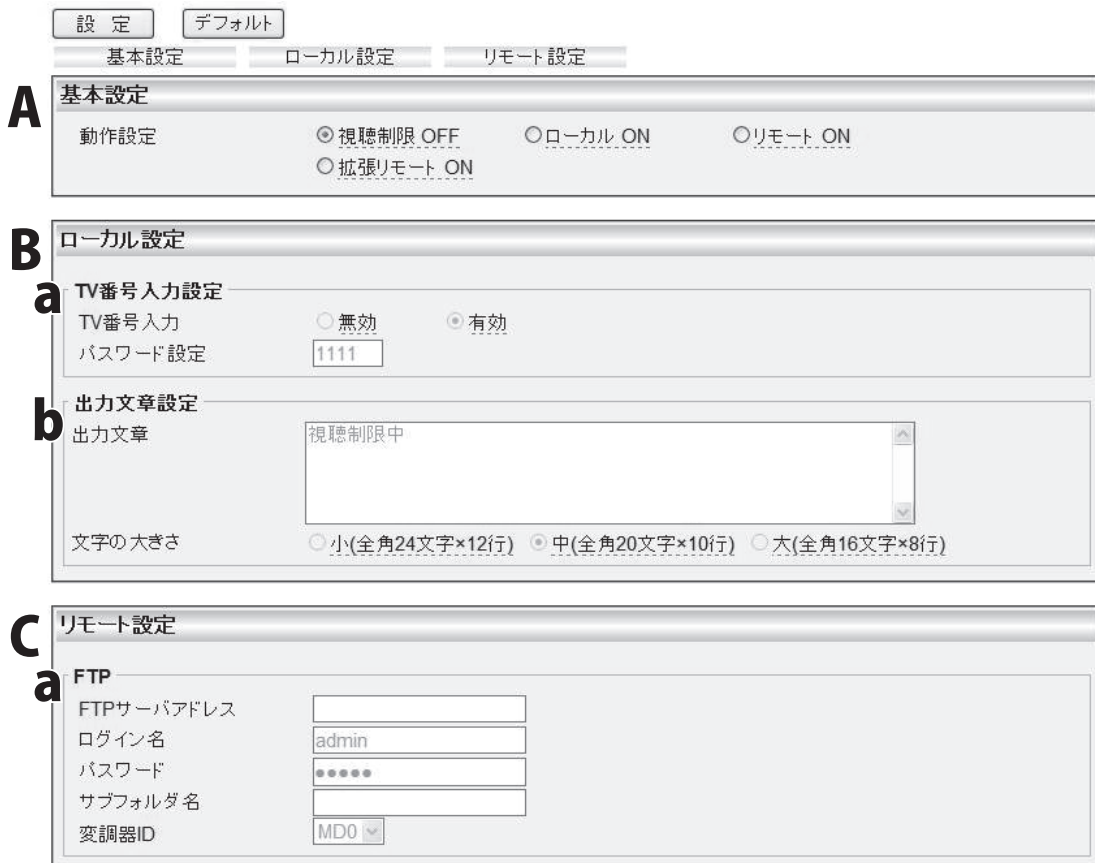 設 定 デフォルト
基本設定 ローカル設定 リモート設定
A 基本設定
動作設定 視聴制限 OFF ローカル ON リモート ON
拡張リモート ON
B ローカル設定
a TV番号入力設定
TV番号入力 無効 有効
パスワード設定 1111
b 出力文章設定
出力文章 視聴制限中
文字の大きさ 小(全角24文字×12行) 中(全角20文字×10行) 大(全角16文字×8行)
C リモート設定
a FTP
FTPサーバアドレス
ログイン名 admin
パスワード ●●●●●
サブフォルダ名
変調器ID MD0